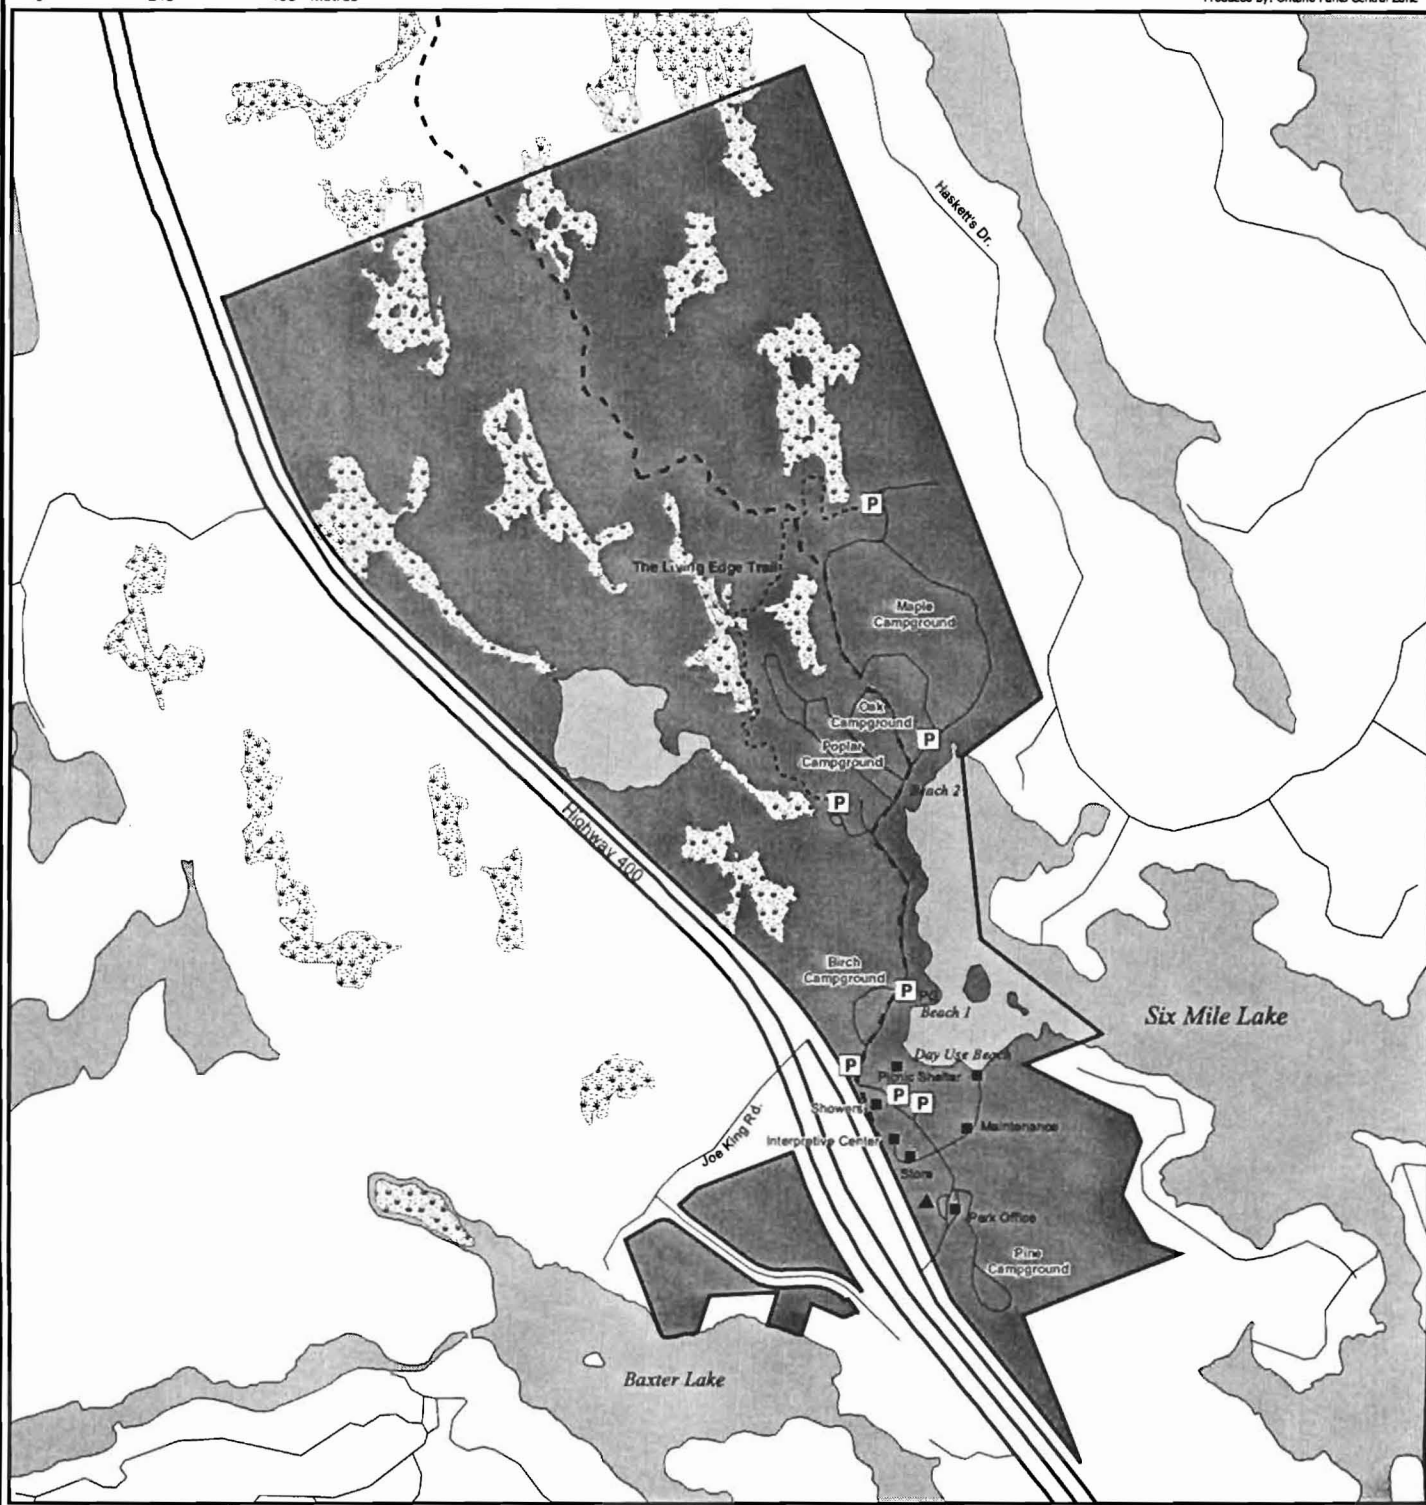 Haskett's Dr.
P
The Living Edge Trail
Maple
Campground
Oak
Campground
P
Poplar
Campground
Beach 2
P
Highway 400
Birch
Campground
P
Beach 1
Six Mile Lake
Day Use Beach
P
Picnic Shelter
P
P
Showers
Maintenance
Joe King Rd.
Interpretive Center
Store
Park Office
Pine
Campground
Baxter Lake